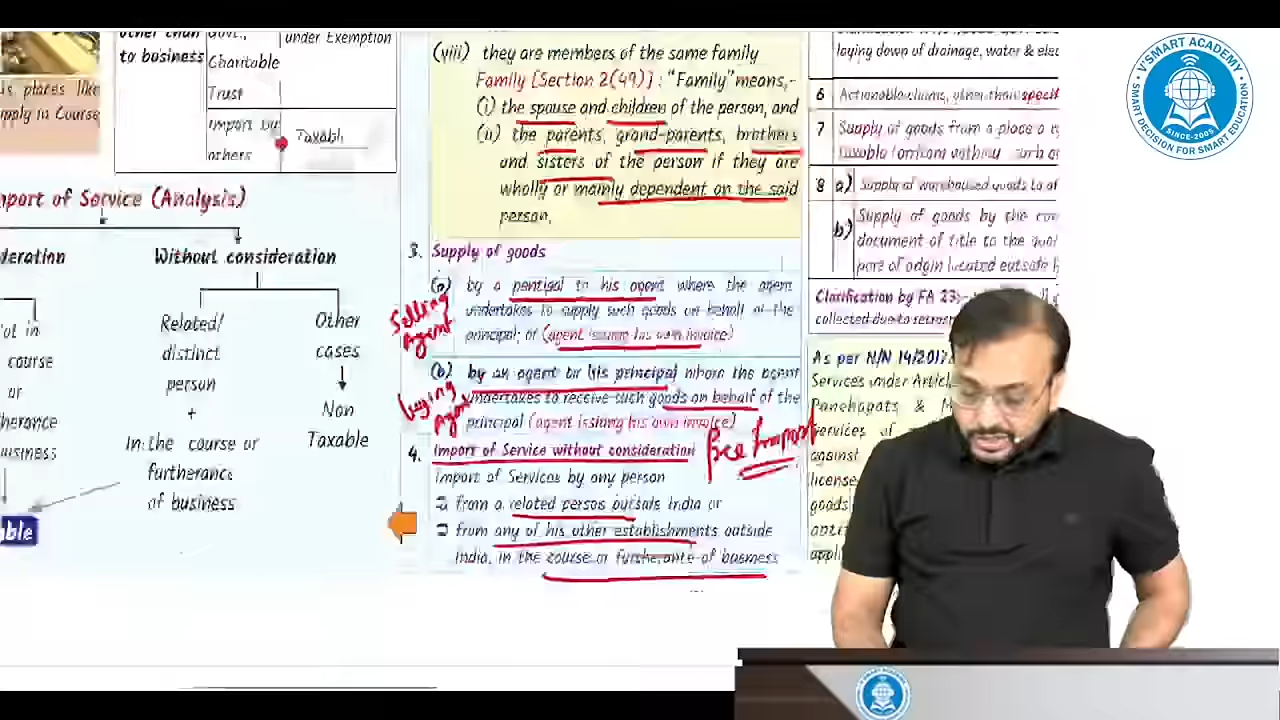 other than
to business
Govt,
Charitable
Trust
under Exemption
Import by
others
Taxable
is places like
pply in Course
mport of Service (Analysis)
deration
Without consideration
course
or
therance
usiness
able
Related/
distinct
person
+
In the course or
furtherance
of business
Other
cases
Non
Taxable
(viii) they are members of the same family
Family [Section 2(49)] : "Family" means,-
(i) the spouse and children of the person, and
(ii) the parents, grand-parents, brothers
and sisters of the person if they are
wholly or mainly dependent on the said
person,
3. Supply of goods
(a) by a principal to his agent where the agent
undertakes to supply such goods on behalf of the
principal; or (agent issuing his own invoice)
Selling
Agent
(b) by an agent to his principal where the agent
undertakes to receive such goods on behalf of the
principal (agent issuing his own invoice)
buying
Agent
4. Import of Service without consideration
free Import
Import of Services by any person
from a related person outside India or
from any of his other establishments outside
India, in the course or furtherance of business
laying down of drainage, water & elec
6 Actionable claims, other than specif
7 Supply of goods from a place
8 a) Supply of warehoused goods to
b) Supply of goods by the
document of title to the
port of origin located outside
Clarification by FA 23:-
As per N/N 14/2017:
Services under Articl
Panchayats & M
services of
against
license
goods
appli
V'SMART ACADEMY
SMART DECISION FOR SMART EDUCATION
SINCE-2005